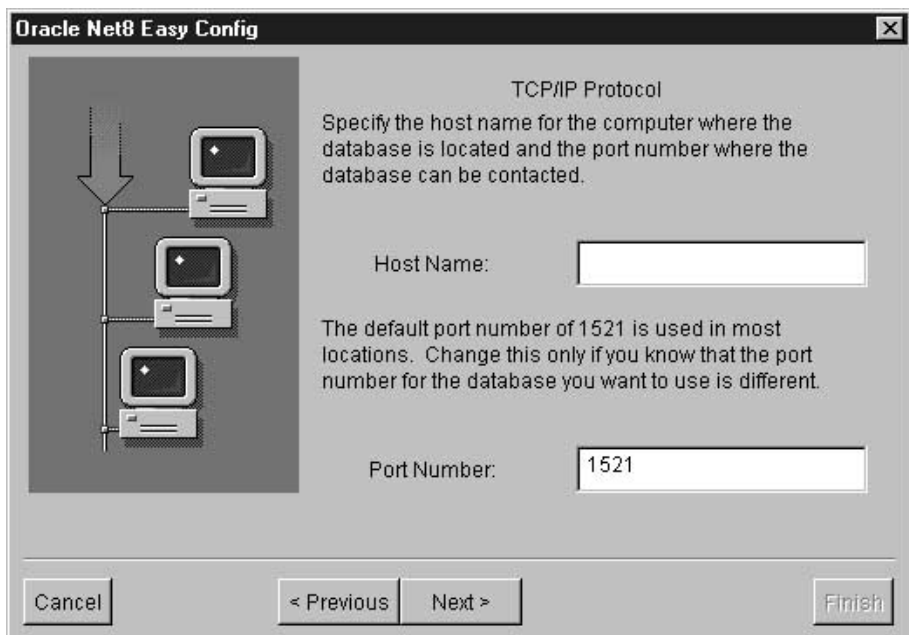 Oracle Net8 Easy Config
TCP/IP Protocol
Specify the host name for the computer where the
database is located and the port number where the
database can be contacted.
Host Name:
The default port number of 1521 is used in most
locations. Change this only if you know that the port
number for the database you want to use is different.
Port Number: 1521
Cancel < Previous Next > Finish